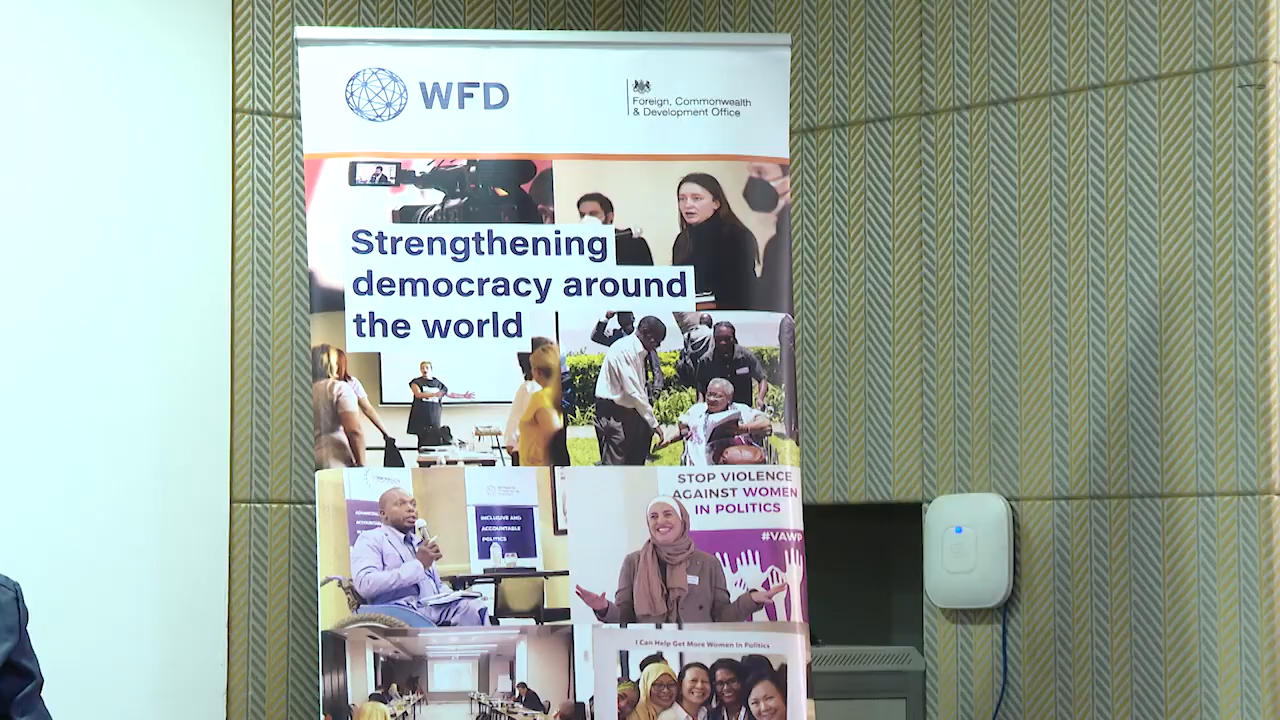 WFD
Foreign, Commonwealth
& Development Office
Strengthening
democracy around
the world
STOP VIOLENCE
AGAINST WOMEN
IN POLITICS
#VAWP
INCLUSIVE AND
ACCOUNTABLE
POLITICS
I Can Help Get More Women In Politics